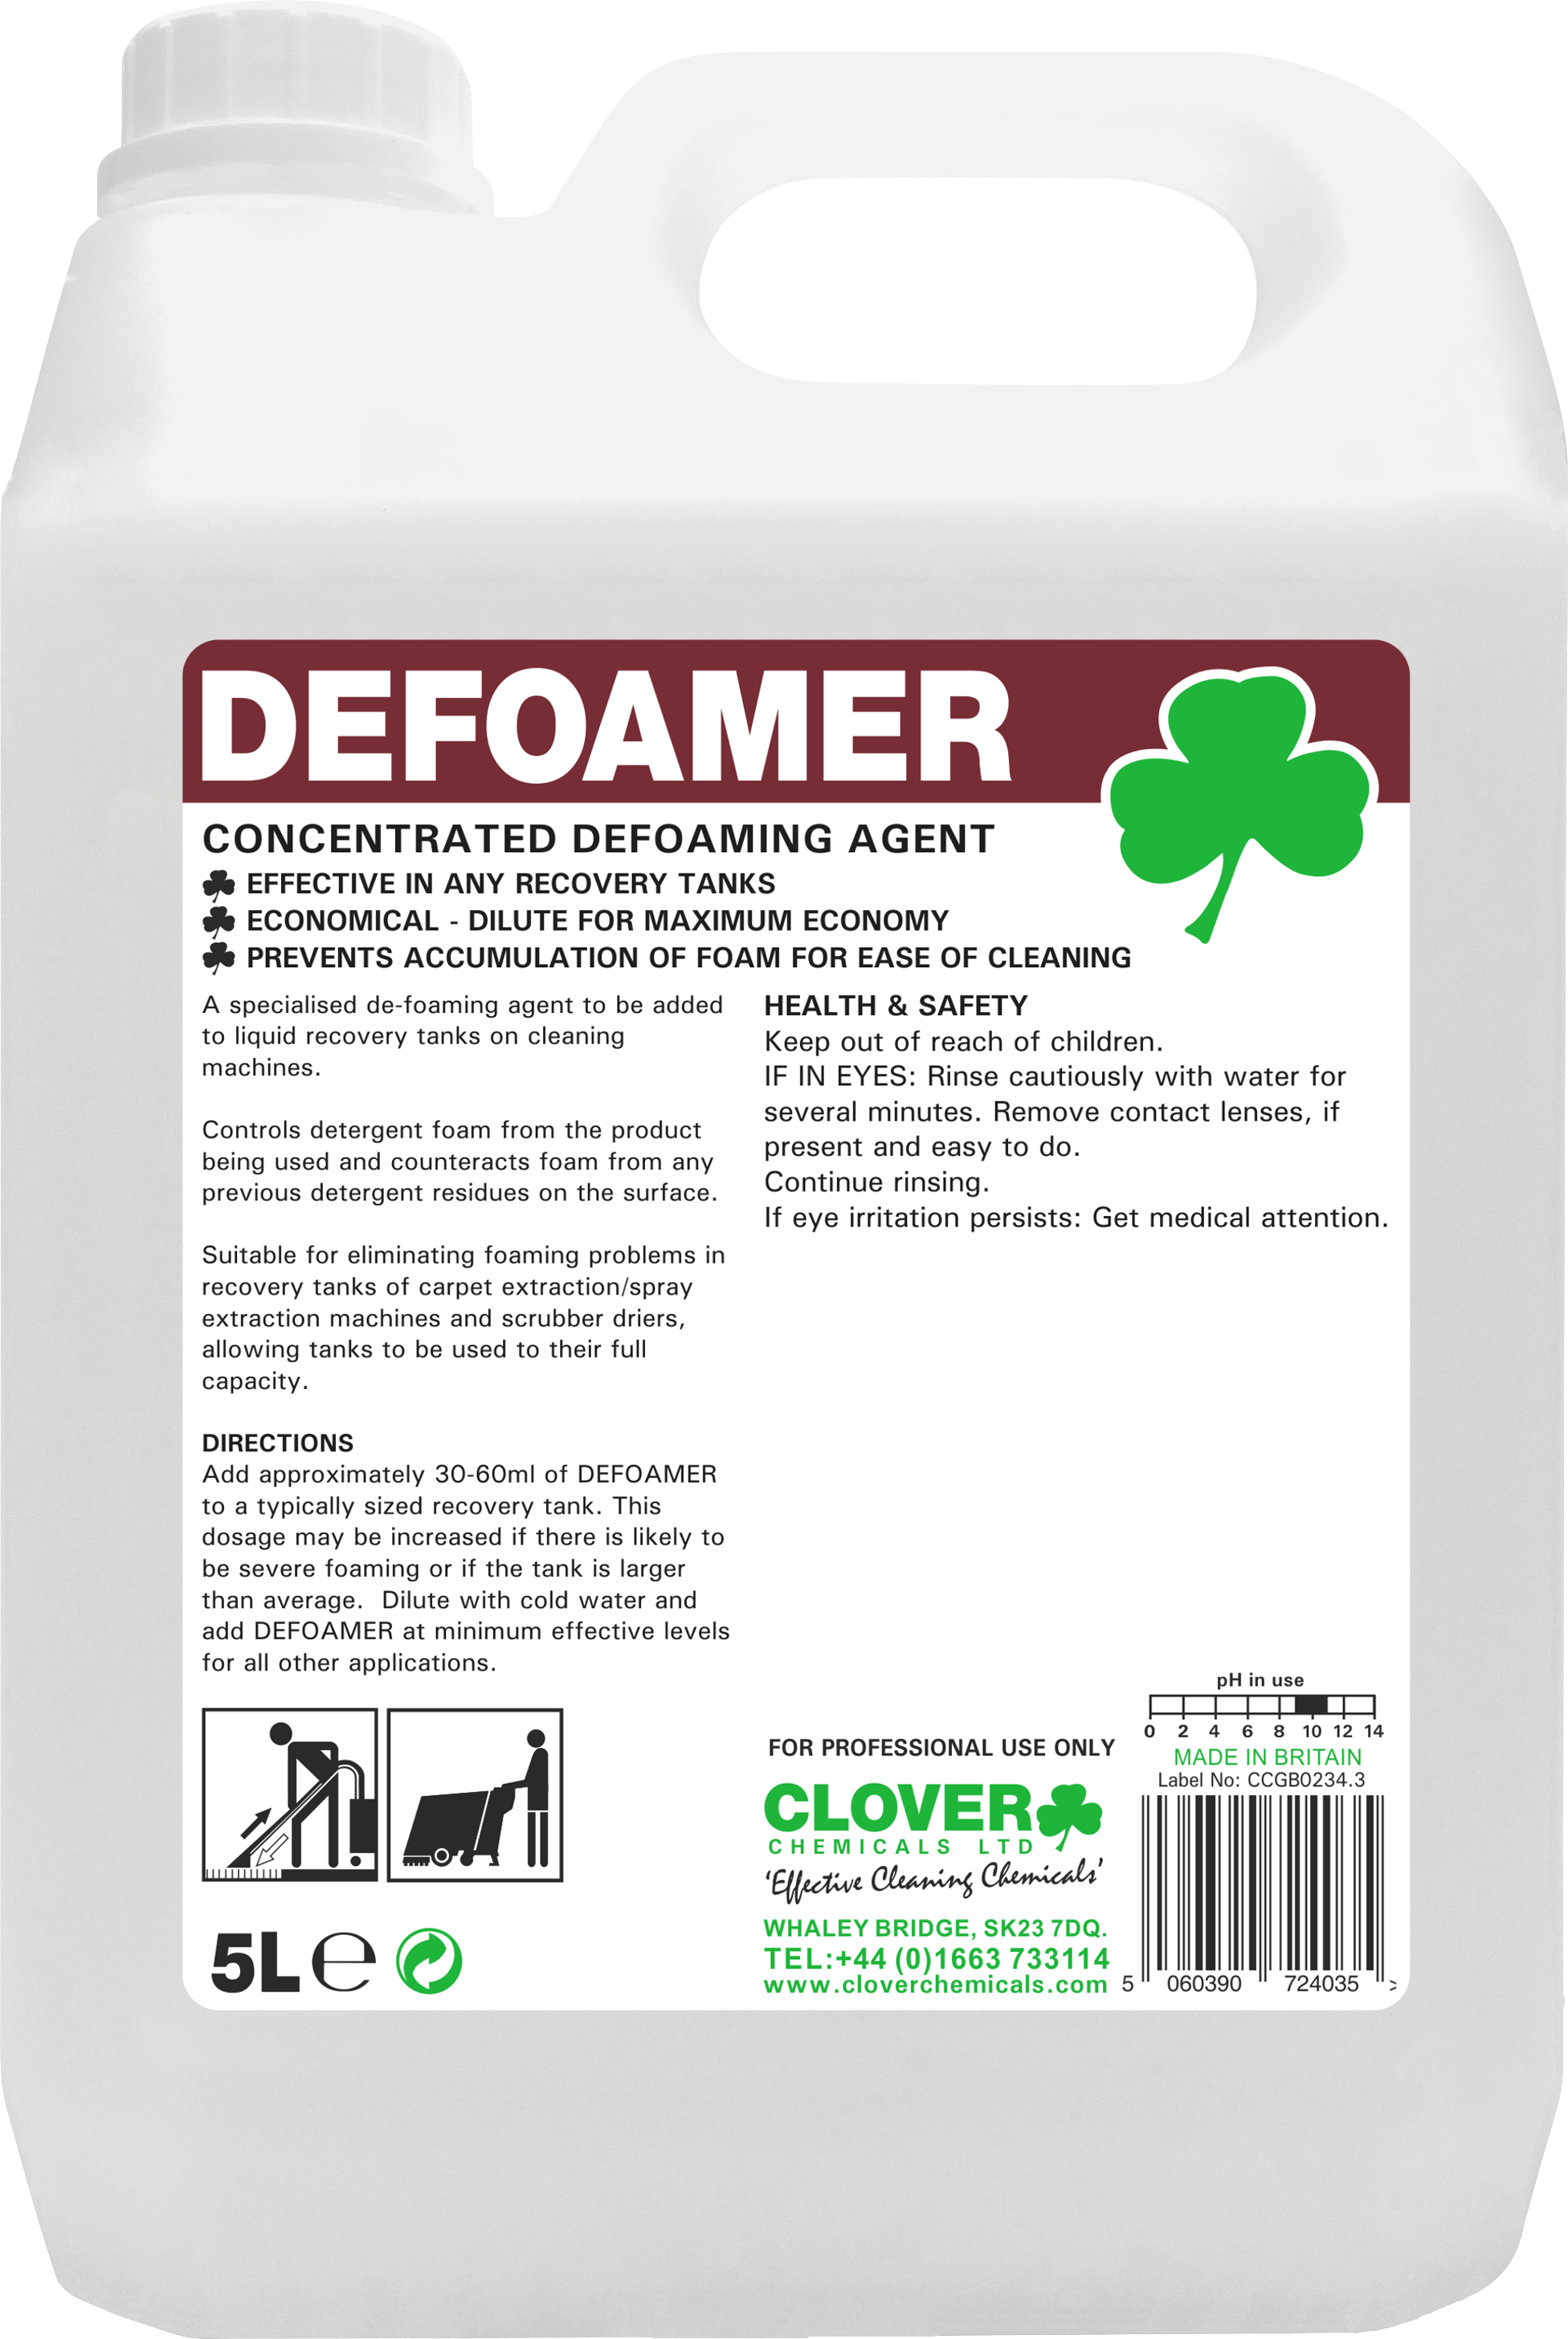 DEFOAMER
CONCENTRATED DEFOAMING AGENT
EFFECTIVE IN ANY RECOVERY TANKS
ECONOMICAL - DILUTE FOR MAXIMUM ECONOMY
PREVENTS ACCUMULATION OF FOAM FOR EASE OF CLEANING
A specialised de-foaming agent to be added
to liquid recovery tanks on cleaning
machines.
Controls detergent foam from the product
being used and counteracts foam from any
previous detergent residues on the surface.
Suitable for eliminating foaming problems in
recovery tanks of carpet extraction/spray
extraction machines and scrubber driers,
allowing tanks to be used to their full
capacity.
DIRECTIONS
Add approximately 30-60ml of DEFOAMER
to a typically sized recovery tank. This
dosage may be increased if there is likely to
be severe foaming or if the tank is larger
than average. Dilute with cold water and
add DEFOAMER at minimum effective levels
for all other applications.
5L e
HEALTH & SAFETY
Keep out of reach of children.
IF IN EYES: Rinse cautiously with water for
several minutes. Remove contact lenses, if
present and easy to do.
Continue rinsing.
If eye irritation persists: Get medical attention.
FOR PROFESSIONAL USE ONLY
CLOVER
CHEMICALS LTD
'Effective Cleaning Chemicals'
WHALEY BRIDGE, SK23 7DQ.
TEL:+44 (0)1663 733114
www.cloverchemicals.com
pH in use
0 2 4 6 8 10 12 14
MADE IN BRITAIN
Label No: CCGB0234.3
5 060390 724035 >